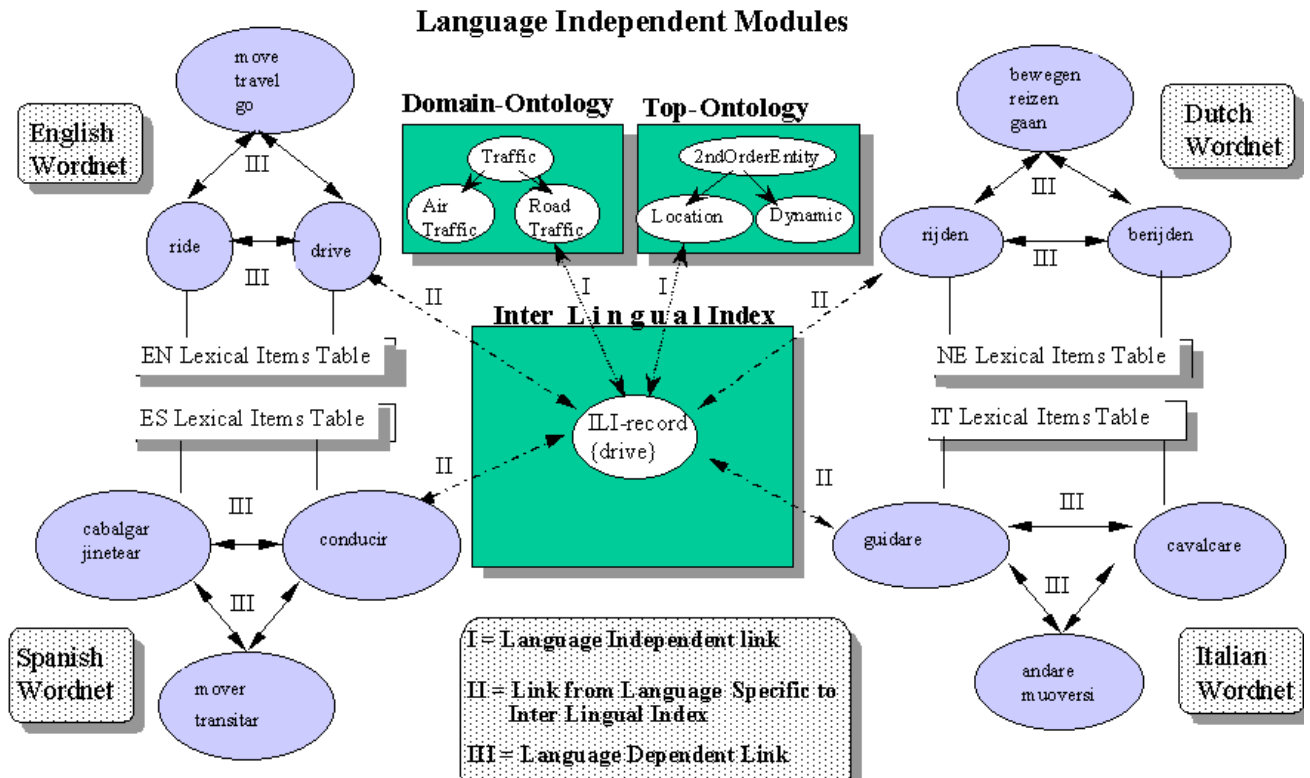 Language Independent Modules
move
travel
go
English
Wordnet
III
ride
drive
III
EN Lexical Items Table
Domain-Ontology
Traffic
Air
Traffic
Road
Traffic
Top-Ontology
2ndOrderEntity
Location
Dynamic
I
I
II
II
bewegen
reizen
gaan
Dutch
Wordnet
III
rijden
berijden
III
NE Lexical Items Table
Inter Lingual Index
ILI-record
{drive}
ES Lexical Items Table
II
III
cabalgar
jinetear
conducir
III
Spanish
Wordnet
mover
transitar
IT Lexical Items Table
II
III
guidare
cavalcare
III
andare
muoversi
Italian
Wordnet
I = Language Independent link
II = Link from Language Specific to
Inter Lingual Index
III = Language Dependent Link